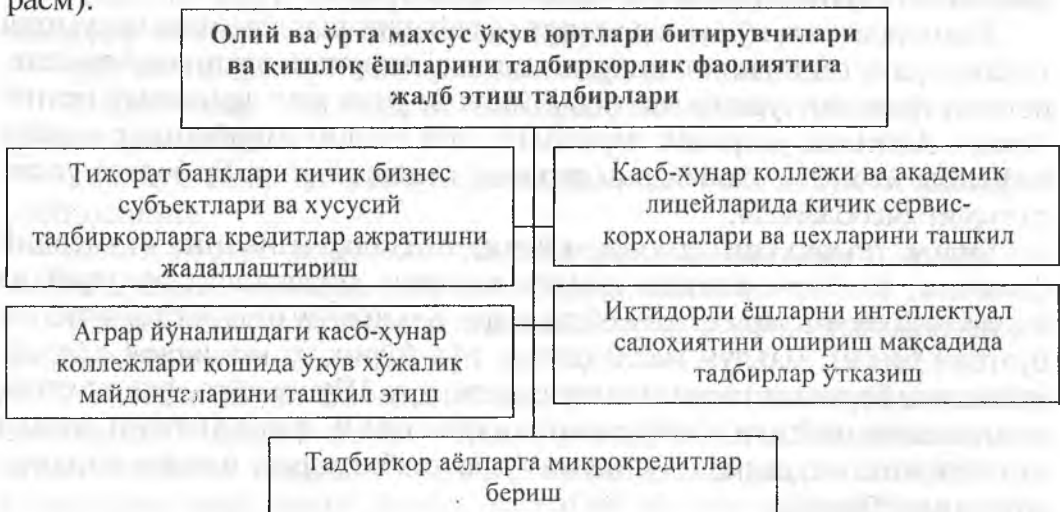 расм).
Олий ва ўрта махсус ўқув юртлари битирувчилари
ва касалоқ ёшларини тадбиркорлик фаолиятига
жалб этиш тадбирлари
Тижорат банклари кичик бизнес
субъектлари ва хусусий
тадбиркорларга кредитлар ажратишни
жадаллаштириш
Касб-хунар коллежи ва академик
лицейларида кичик сервис-
корхоналари ва цехларини ташкил
Аграр йўналишдаги касб-ҳунар
коллежлари қошида ўқув хўжалик
майдончаларини ташкил этиш
Иқтидорли ёшларни интеллектуал
салоҳиятини ошириш мақсадида
тадбирлар ўтказиш
Тадбиркор аёлларга микрокредитлар
бериш